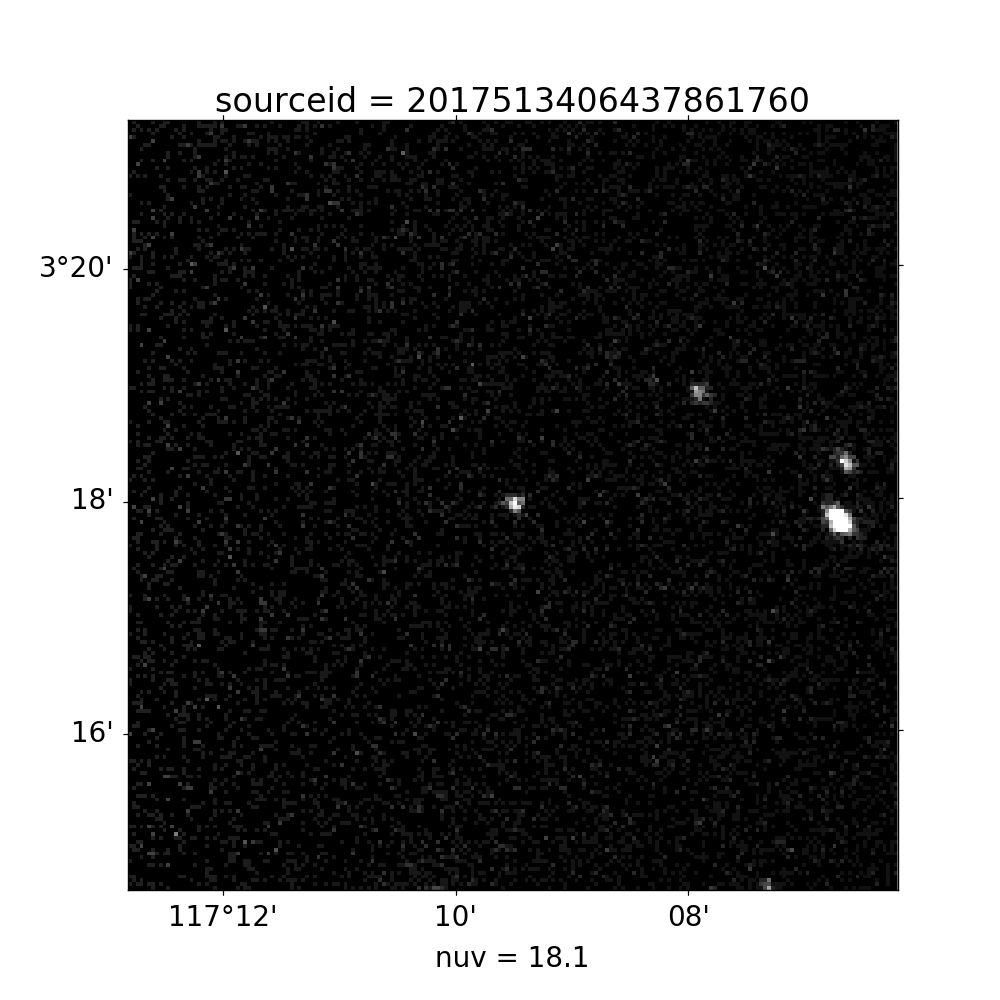 sourceid = 2017513406437861760
3°20'
18'
16'
117°12' 10' 08'
nuv = 18.1